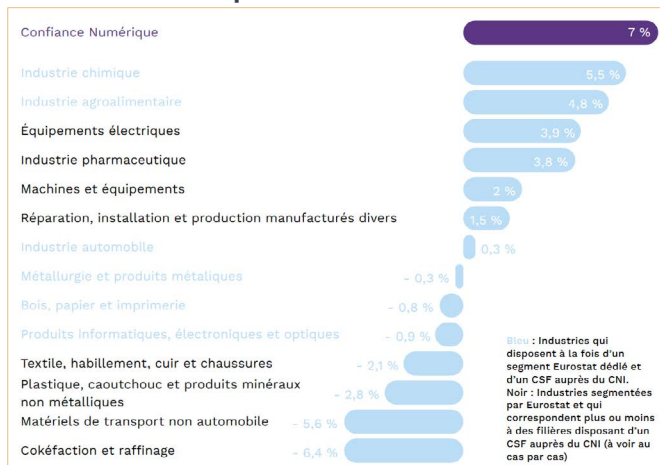 Confiance Numérique 7 %
Industrie chimique 5,5 %
Industrie agroalimentaire 4,8 %
Équipements électriques 3,9 %
Industrie pharmaceutique 3,8 %
Machines et équipements 2 %
Réparation, installation et production manufacturés divers 1,5 %
Industrie automobile 0,3 %
Métallurgie et produits métaliques - 0,3 %
Bois, papier et imprimerie - 0,8 %
Produits informatiques, électroniques et optiques - 0,9 %
Textile, habillement, cuir et chaussures - 2,1 %
Plastique, caoutchouc et produits minéraux
non métalliques - 2,8 %
Matériels de transport non automobile - 5,6 %
Cokéfaction et raffinage - 6,4 %
Bleu : Industries qui
disposent à la fois d'un
segment Eurostat dédié et
d'un CSF auprès du CNI.
Noir : Industries segmentées
par Eurostat et qui
correspondent plus ou moins
à des filières disposant d'un
CSF auprès du CNI (à voir au
cas par cas)